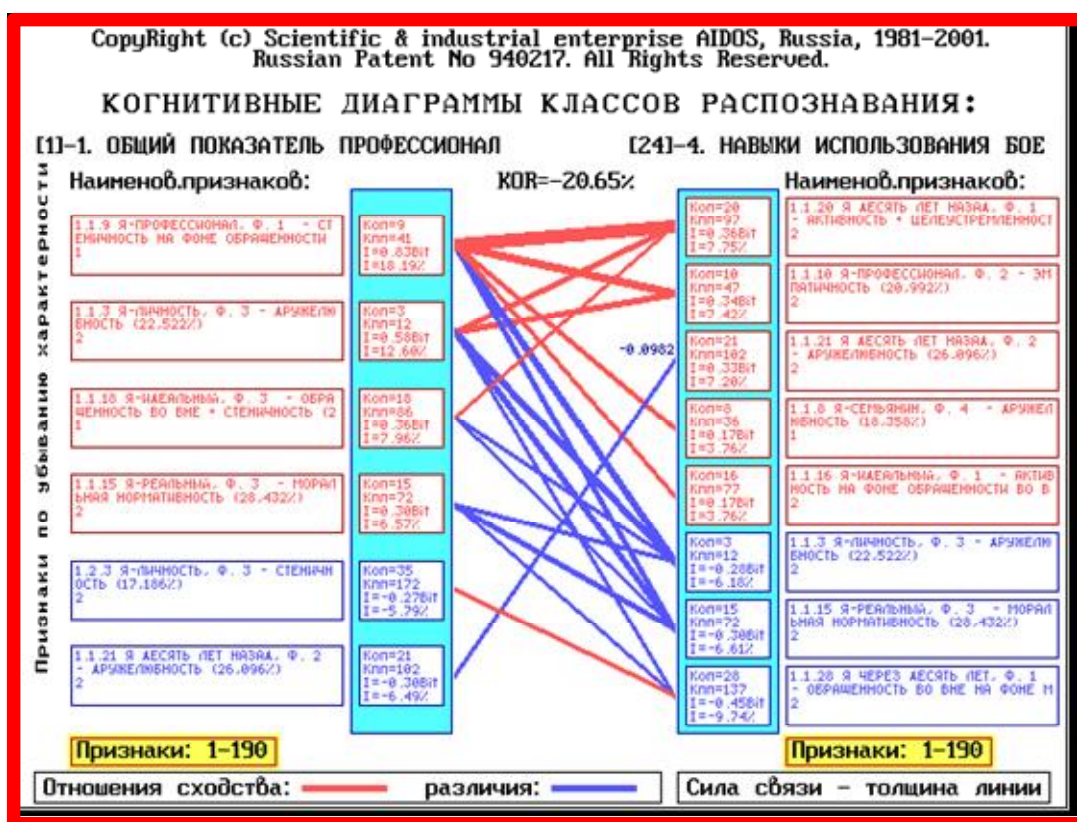 CopyRight (c) Scientific & industrial enterprise AIDOS, Russia, 1981-2001.
Russian Patent No 940217. All Rights Reserved.
КОГНИТИВНЫЕ ДИАГРАММЫ КЛАССОВ РАСПОЗНАВАНИЯ:
[1]-1. ОБЩИЙ ПОКАЗАТЕЛЬ ПРОФЕССИОНАЛ
[24]-4. НАВЫКИ ИСПОЛЬЗОВАНИЯ БОЕ
Признаки по убыванию характерности
Наименов.признаков:
KOR=-20.65%
Наименов.признаков:
1.1.9 Я-ПРОФЕССИОНАЛ, Ф. 1 - СТ
ЕНИЧНОСТЬ НА ФОНЕ ОБРАЩЕННОСТИ
1
Коп=9
Кпп=41
I=0.83Bit
I=18.19%
1.1.3 Я-ЛИЧНОСТЬ, Ф. 3 - ДРУЖЕЛЮ
БНОСТЬ (22.522%)
2
Коп=3
Кпп=12
I=0.58Bit
I=12.60%
1.1.18 Я-ИДЕАЛЬНЫЙ, Ф. 3 - ОБРА
ЩЕННОСТЬ ВО ВНЕ + СТЕНИЧНОСТЬ (2
1
Коп=18
Кпп=86
I=0.36Bit
I=7.96%
1.1.15 Я-РЕАЛЬНЫЙ, Ф. 3 - МОРАЛ
ЬНАЯ НОРМАТИВНОСТЬ (28.432%)
2
Коп=15
Кпп=72
I=0.30Bit
I=6.57%
1.2.3 Я-ЛИЧНОСТЬ, Ф. 3 - СТЕНИЧН
ОСТЬ (17.186%)
2
Коп=35
Кпп=172
I=-0.27Bit
I=-5.79%
1.1.21 Я ДЕСЯТЬ ЛЕТ НАЗАД, Ф. 2
- ДРУЖЕЛЮБНОСТЬ (26.096%)
2
Коп=21
Кпп=102
I=-0.30Bit
I=-6.49%
-0.0982
Коп=20
Кпп=97
I=0.36Bit
I=7.75%
1.1.20 Я ДЕСЯТЬ ЛЕТ НАЗАД, Ф. 1
- АКТИВНОСТЬ + ЦЕЛЕУСТРЕМЛЕННОСТ
2
Коп=10
Кпп=47
I=0.34Bit
I=7.42%
1.1.10 Я-ПРОФЕССИОНАЛ, Ф. 2 - ЭМ
ПАТИЧНОСТЬ (20.992%)
2
Коп=21
Кпп=102
I=0.33Bit
I=7.20%
1.1.21 Я ДЕСЯТЬ ЛЕТ НАЗАД, Ф. 2
- ДРУЖЕЛЮБНОСТЬ (26.096%)
2
Коп=8
Кпп=36
I=0.17Bit
I=3.76%
1.1.8 Я-СЕМЬЯНИН, Ф. 4 - ДРУЖЕЛ
ЮБНОСТЬ (18.358%)
1
Коп=16
Кпп=77
I=0.17Bit
I=3.76%
1.1.16 Я-ИДЕАЛЬНЫЙ, Ф. 1 - АКТИВ
НОСТЬ НА ФОНЕ ОБРАЩЕННОСТИ ВО В
2
Коп=3
Кпп=12
I=-0.28Bit
I=-6.18%
1.1.3 Я-ЛИЧНОСТЬ, Ф. 3 - ДРУЖЕЛЮ
БНОСТЬ (22.522%)
2
Коп=15
Кпп=72
I=-0.30Bit
I=-6.61%
1.1.15 Я-РЕАЛЬНЫЙ, Ф. 3 - МОРАЛ
ЬНАЯ НОРМАТИВНОСТЬ (28.432%)
2
Коп=28
Кпп=137
I=-0.45Bit
I=-9.74%
1.1.28 Я ЧЕРЕЗ ДЕСЯТЬ ЛЕТ, Ф. 1
- ОБРАЩЕННОСТЬ ВО ВНЕ НА ФОНЕ М
2
Признаки: 1-190
Признаки: 1-190
Отношения сходства: различия:
Сила связи - толщина линии